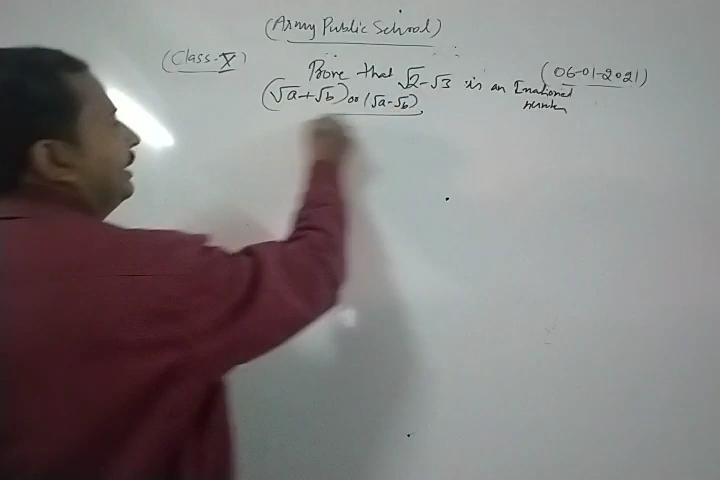 (Army Public School)
(Class-X)
(06-01-2021)
Prove that √2-√3 is an Irrational number
(√a+√b) or (√a-√b)